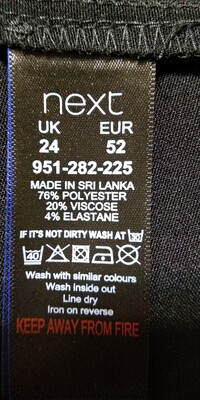 next
UK EUR
24 52
951-282-225
MADE IN SRI LANKA
76% POLYESTER
20% VISCOSE
4% ELASTANE
IF IT'S NOT DIRTY WASH AT 30
40
Wash with similar colours
Wash inside out
Line dry
Iron on reverse
KEEP AWAY FROM FIRE